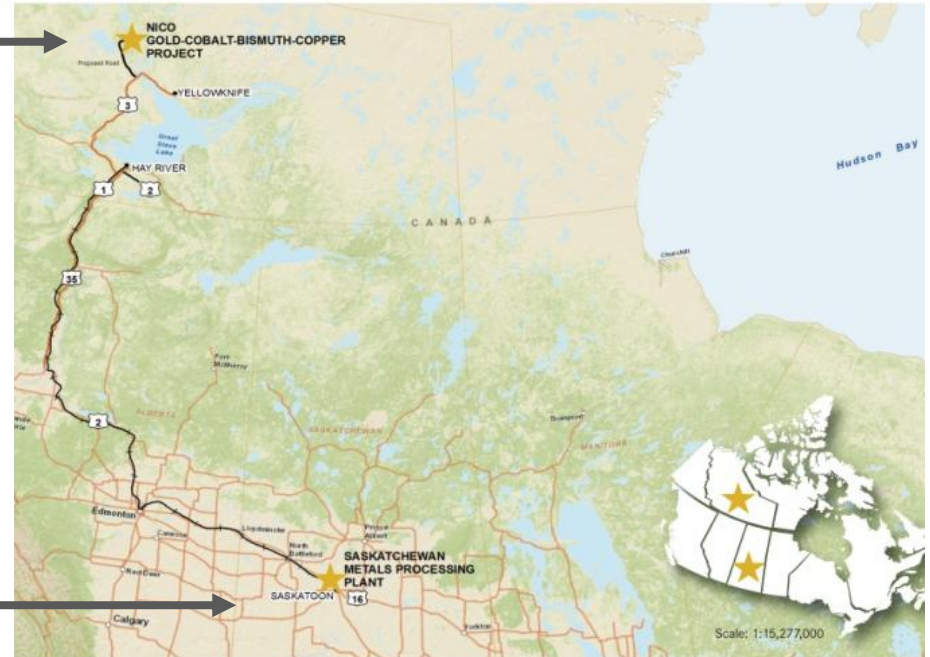 NICO
GOLD-COBALT-BISMUTH-COPPER
PROJECT
Proposed Road
YELLOWKNIFE
3
Great
Slave
Lake
HAY RIVER
1
2
Hudson Bay
CANADA
Churchill
35
Fort
McMurray
2
ALBERTA
SASKATCHEWAN
Thompson
MANITOBA
Edmonton
Lloydminster
Camrose
North
Battleford
Prince
Albert
SASKATCHEWAN
METALS PROCESSING
PLANT
Red Deer
SASKATOON
16
Calgary
Yorkton
Scale: 1:15,277,000